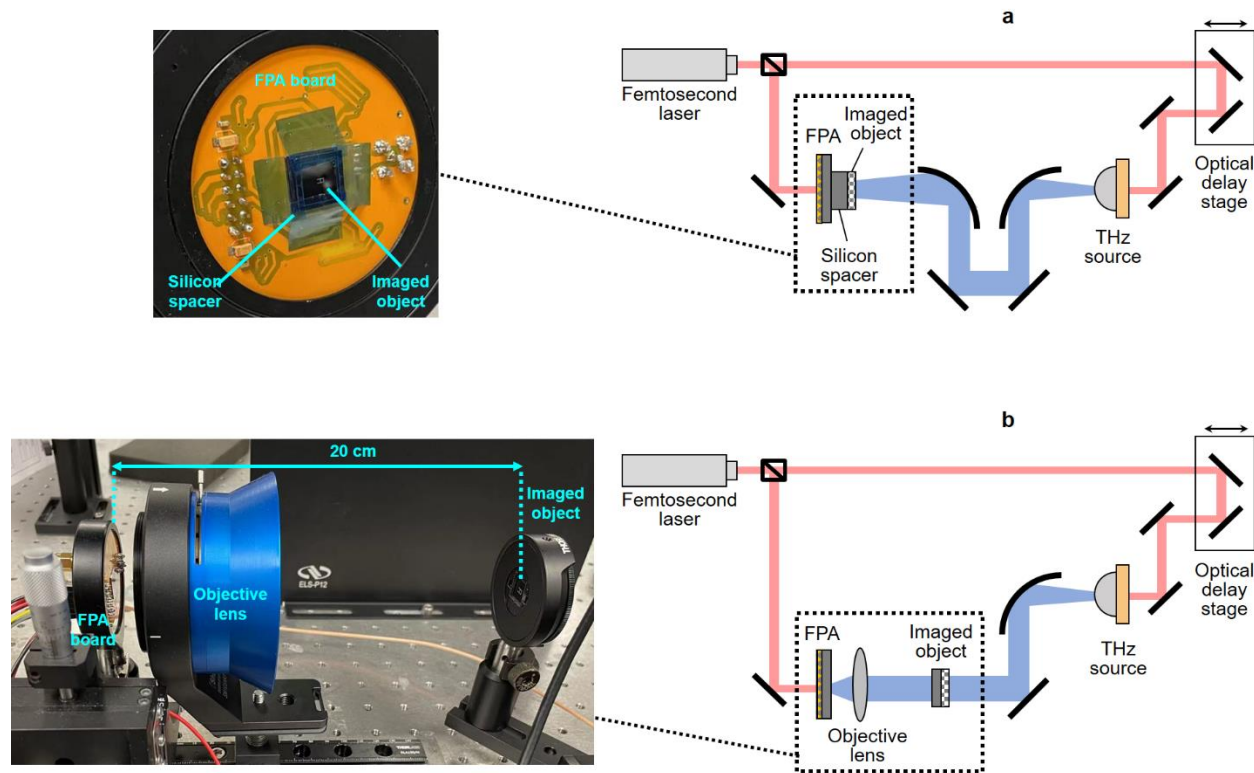 a
FPA board
Silicon
spacer
Imaged
object
Femtosecond
laser
FPA
Imaged
object
Silicon
spacer
THz
source
Optical
delay
stage
b
20 cm
Imaged
object
Objective
lens
FPA
board
ELS-P12
Femtosecond
laser
FPA
Imaged
object
Objective
lens
THz
source
Optical
delay
stage